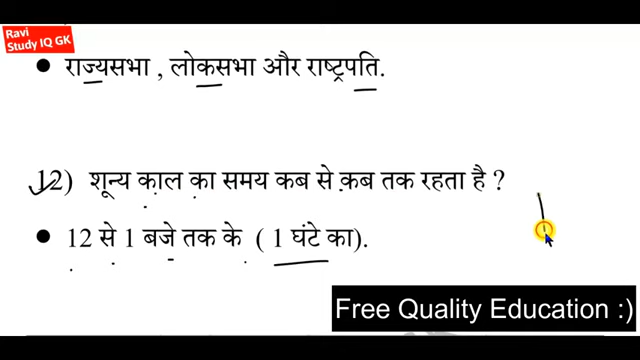 Ravi
Study IQ GK
● राज्यसभा , लोकसभा और राष्ट्रपति.
12) शून्य काल का समय कब से कब तक रहता है ?
● 12 से 1 बजे तक के ( 1 घंटे का).
Free Quality Education :)